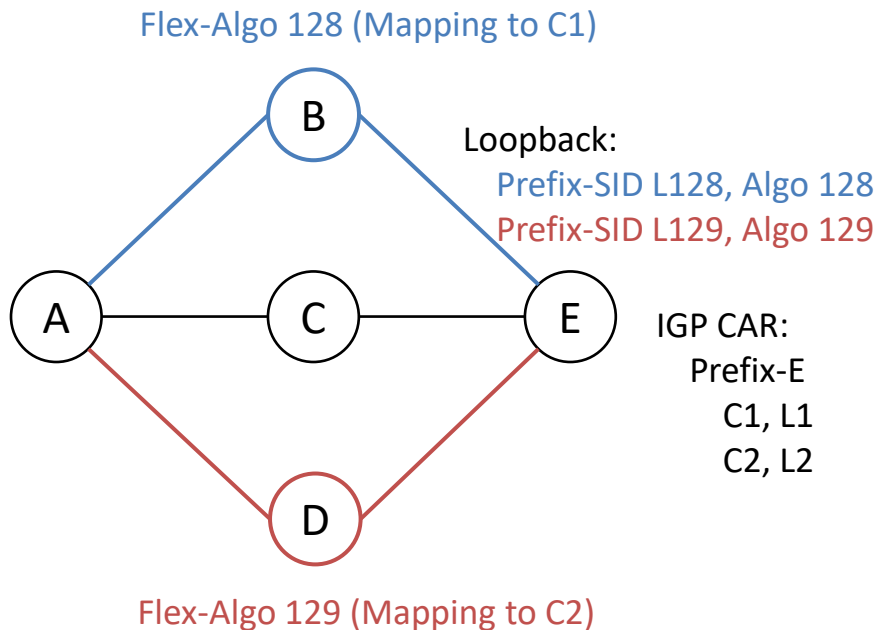 Flex-Algo 128 (Mapping to C1)
B
Loopback:
Prefix-SID L128, Algo 128
Prefix-SID L129, Algo 129
A
C
E
IGP CAR:
Prefix-E
C1, L1
C2, L2
D
Flex-Algo 129 (Mapping to C2)